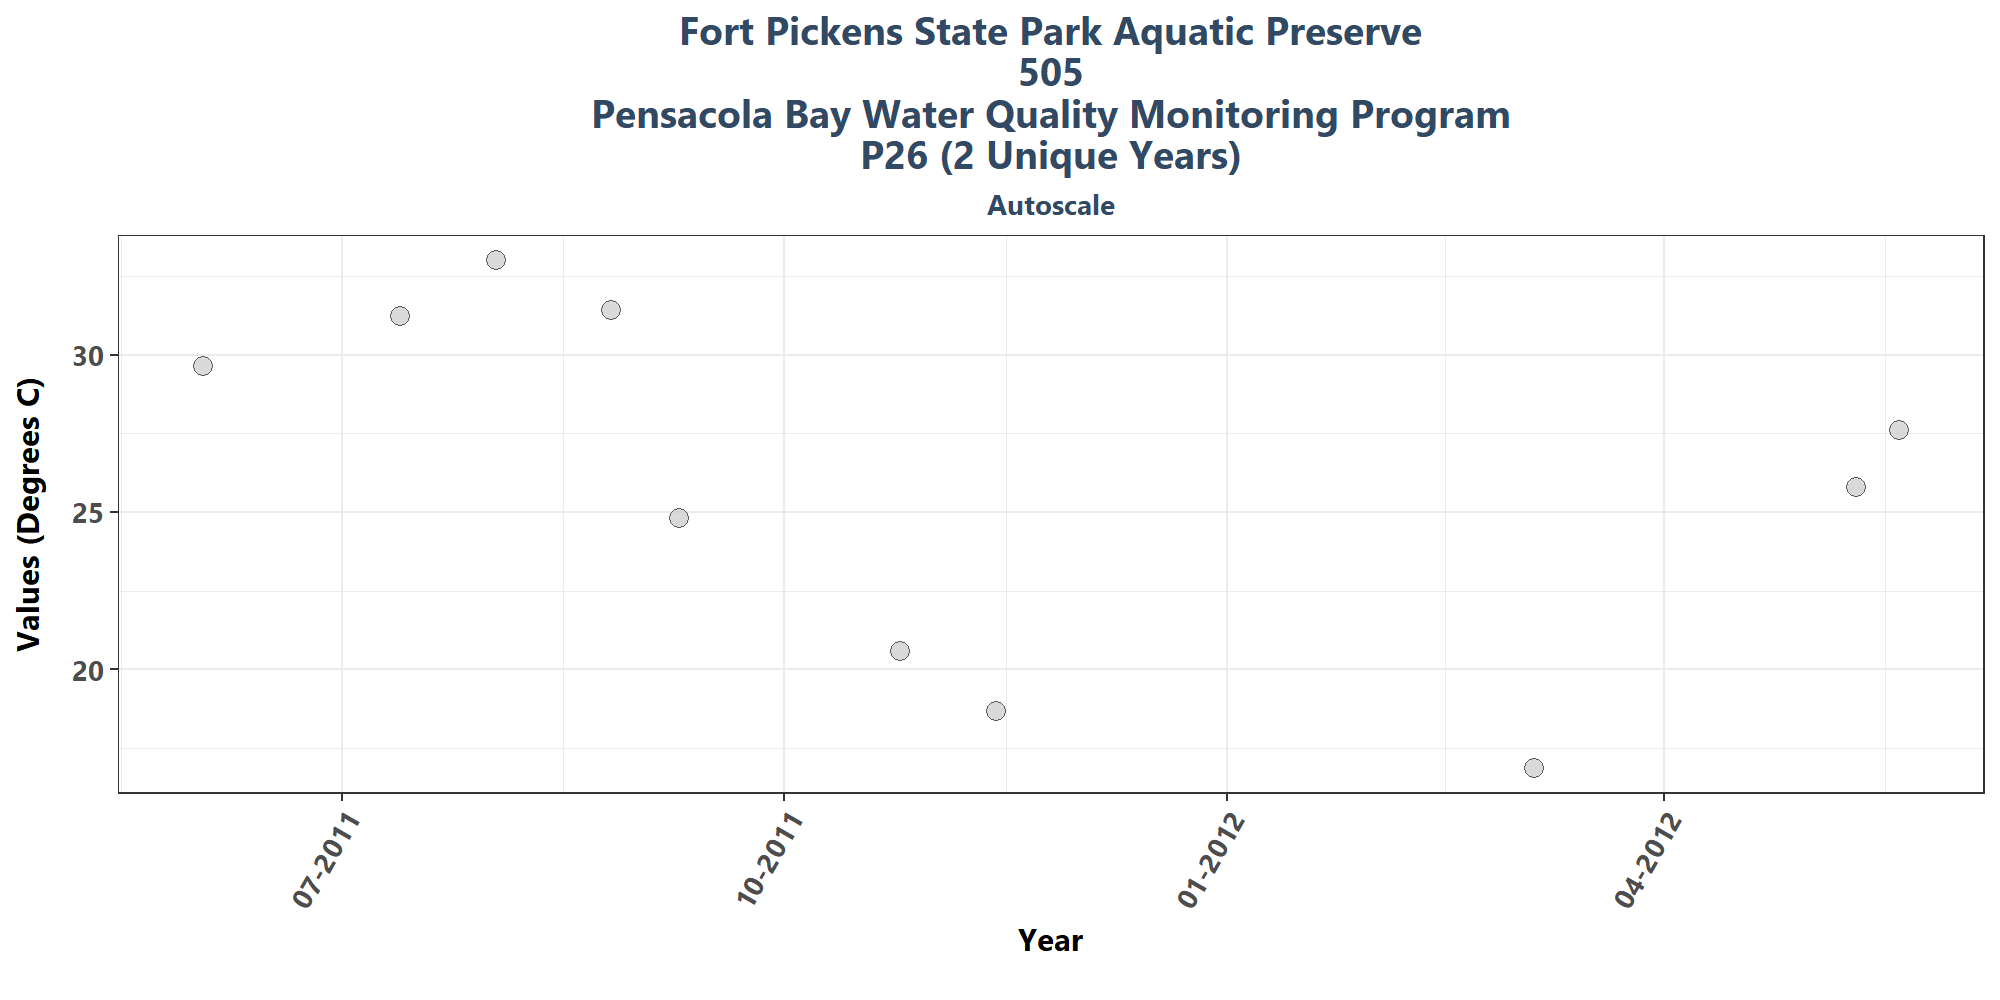 Fort Pickens State Park Aquatic Preserve
505
Pensacola Bay Water Quality Monitoring Program
P26 (2 Unique Years)
Autoscale
Values (Degrees C)
30
25
20
07-2011
10-2011
01-2012
04-2012
Year